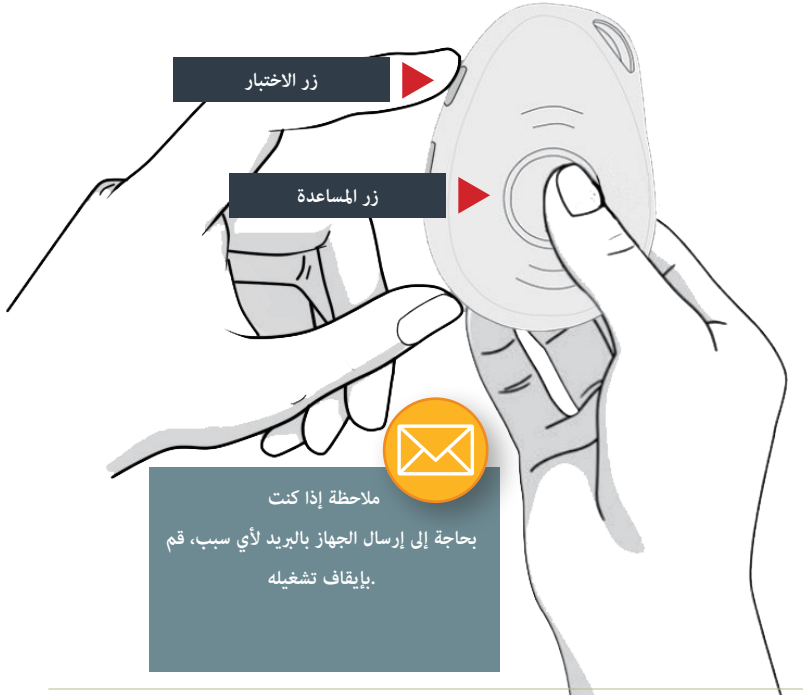 زر الاختبار
زر المساعدة
ملاحظة إذا كنت
بحاجة إلى إرسال الجهاز بالبريد لأي سبب، قم
.بإيقاف تشغيله